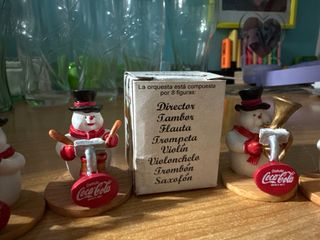 La orquesta está compuesta
por 8 figuras:
Director
Tambor
Flauta
Trompeta
Violín
Violonchelo
Trombón
Saxofón
Coca-Cola
Coca-Cola